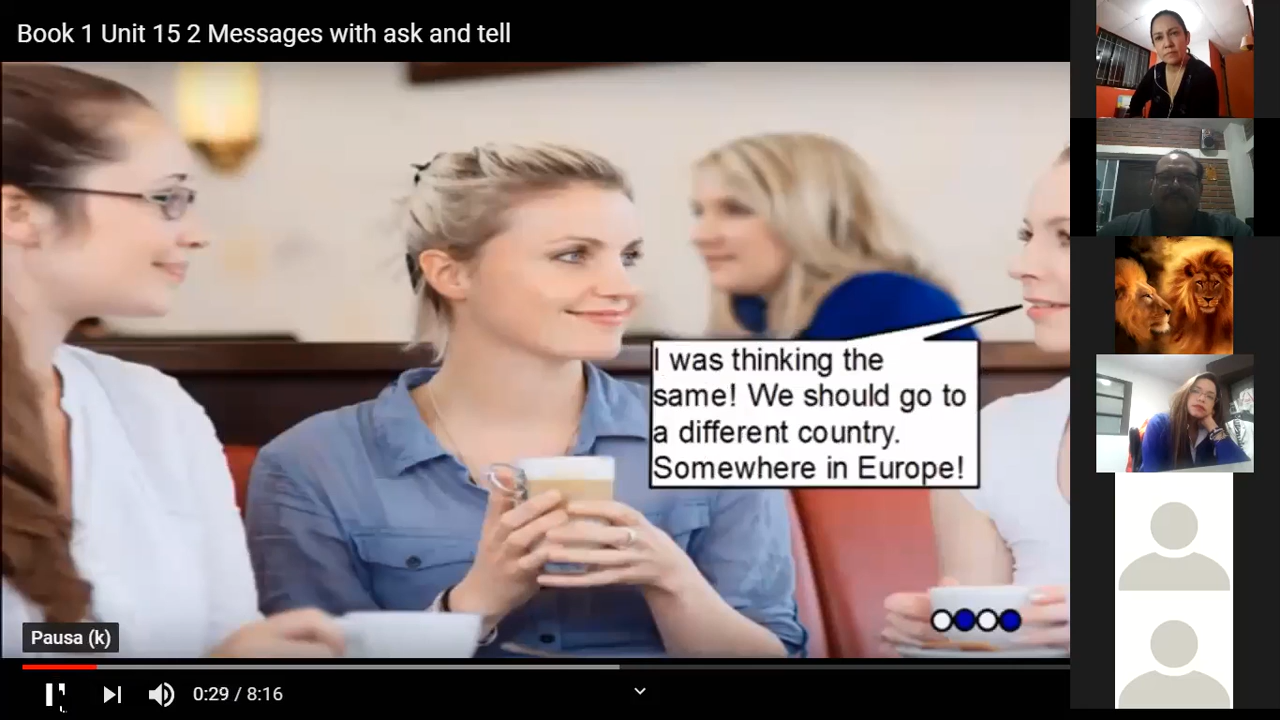 Book 1 Unit 15 2 Messages with ask and tell
I was thinking the
same! We should go to
a different country.
Somewhere in Europe!
Pausa (k)
0:29 / 8:16